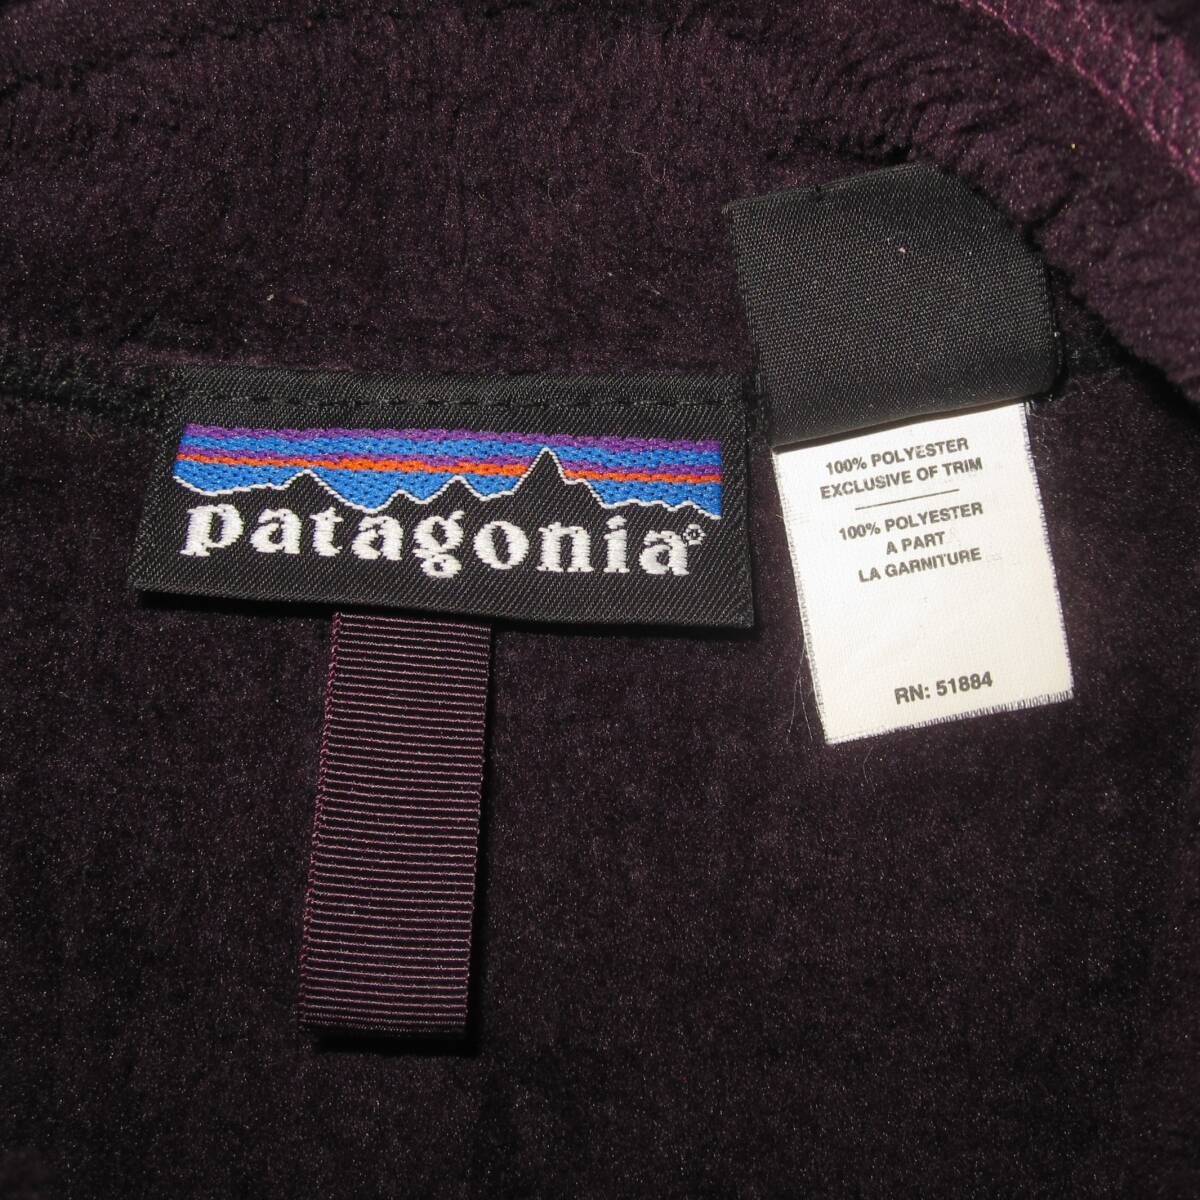 patagonia®
100% POLYESTER
EXCLUSIVE OF TRIM
100% POLYESTER
A PART
LA GARNITURE
RN: 51884